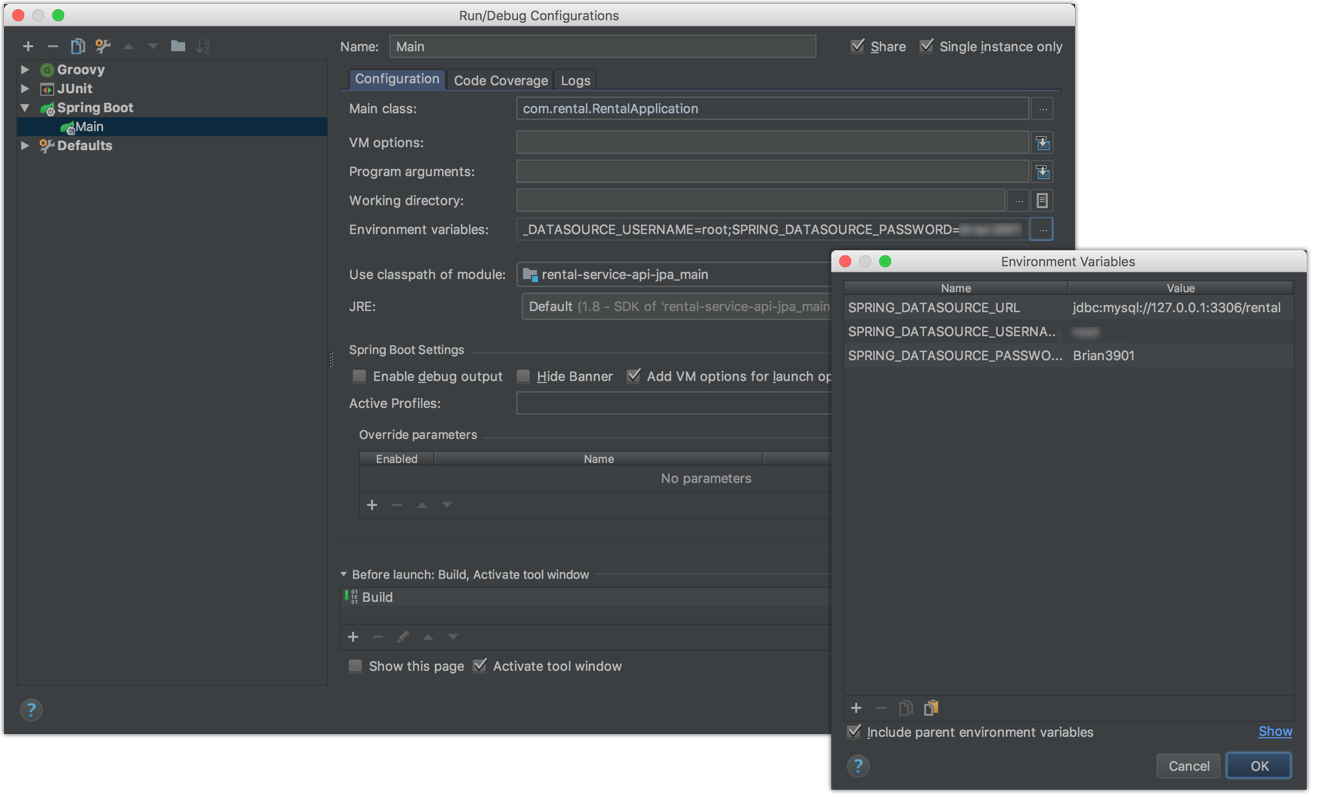 Run/Debug Configurations
Name: Main Share Single instance only
Groovy
JUnit
Spring Boot
Main
Defaults
Configuration Code Coverage Logs
Main class: com.rental.RentalApplication ...
VM options:
Program arguments:
Working directory: ...
Environment variables: _DATASOURCE_USERNAME=root;SPRING_DATASOURCE_PASSWORD= ...
Use classpath of module: rental-service-api-jpa_main
JRE: Default (1.8 - SDK of 'rental-service-api-jpa_main
Spring Boot Settings
Enable debug output Hide Banner Add VM options for launch op
Active Profiles:
Override parameters
Enabled Name
No parameters
Before launch: Build, Activate tool window
Build
Show this page Activate tool window
?
Environment Variables
Name Value
SPRING_DATASOURCE_URL jdbc:mysql://127.0.0.1:3306/rental
SPRING_DATASOURCE_USERNA...
SPRING_DATASOURCE_PASSWO... Brian3901
Include parent environment variables Show
? Cancel OK